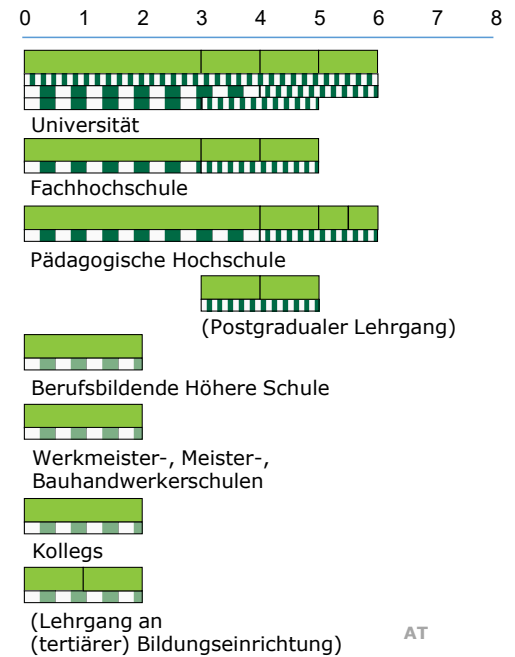 0 1 2 3 4 5 6 7 8
Universität
Fachhochschule
Pädagogische Hochschule
(Postgradualer Lehrgang)
Berufsbildende Höhere Schule
Werkmeister-, Meister-,
Bauhandwerkerschulen
Kollegs
(Lehrgang an
(tertiärer) Bildungseinrichtung)
AT